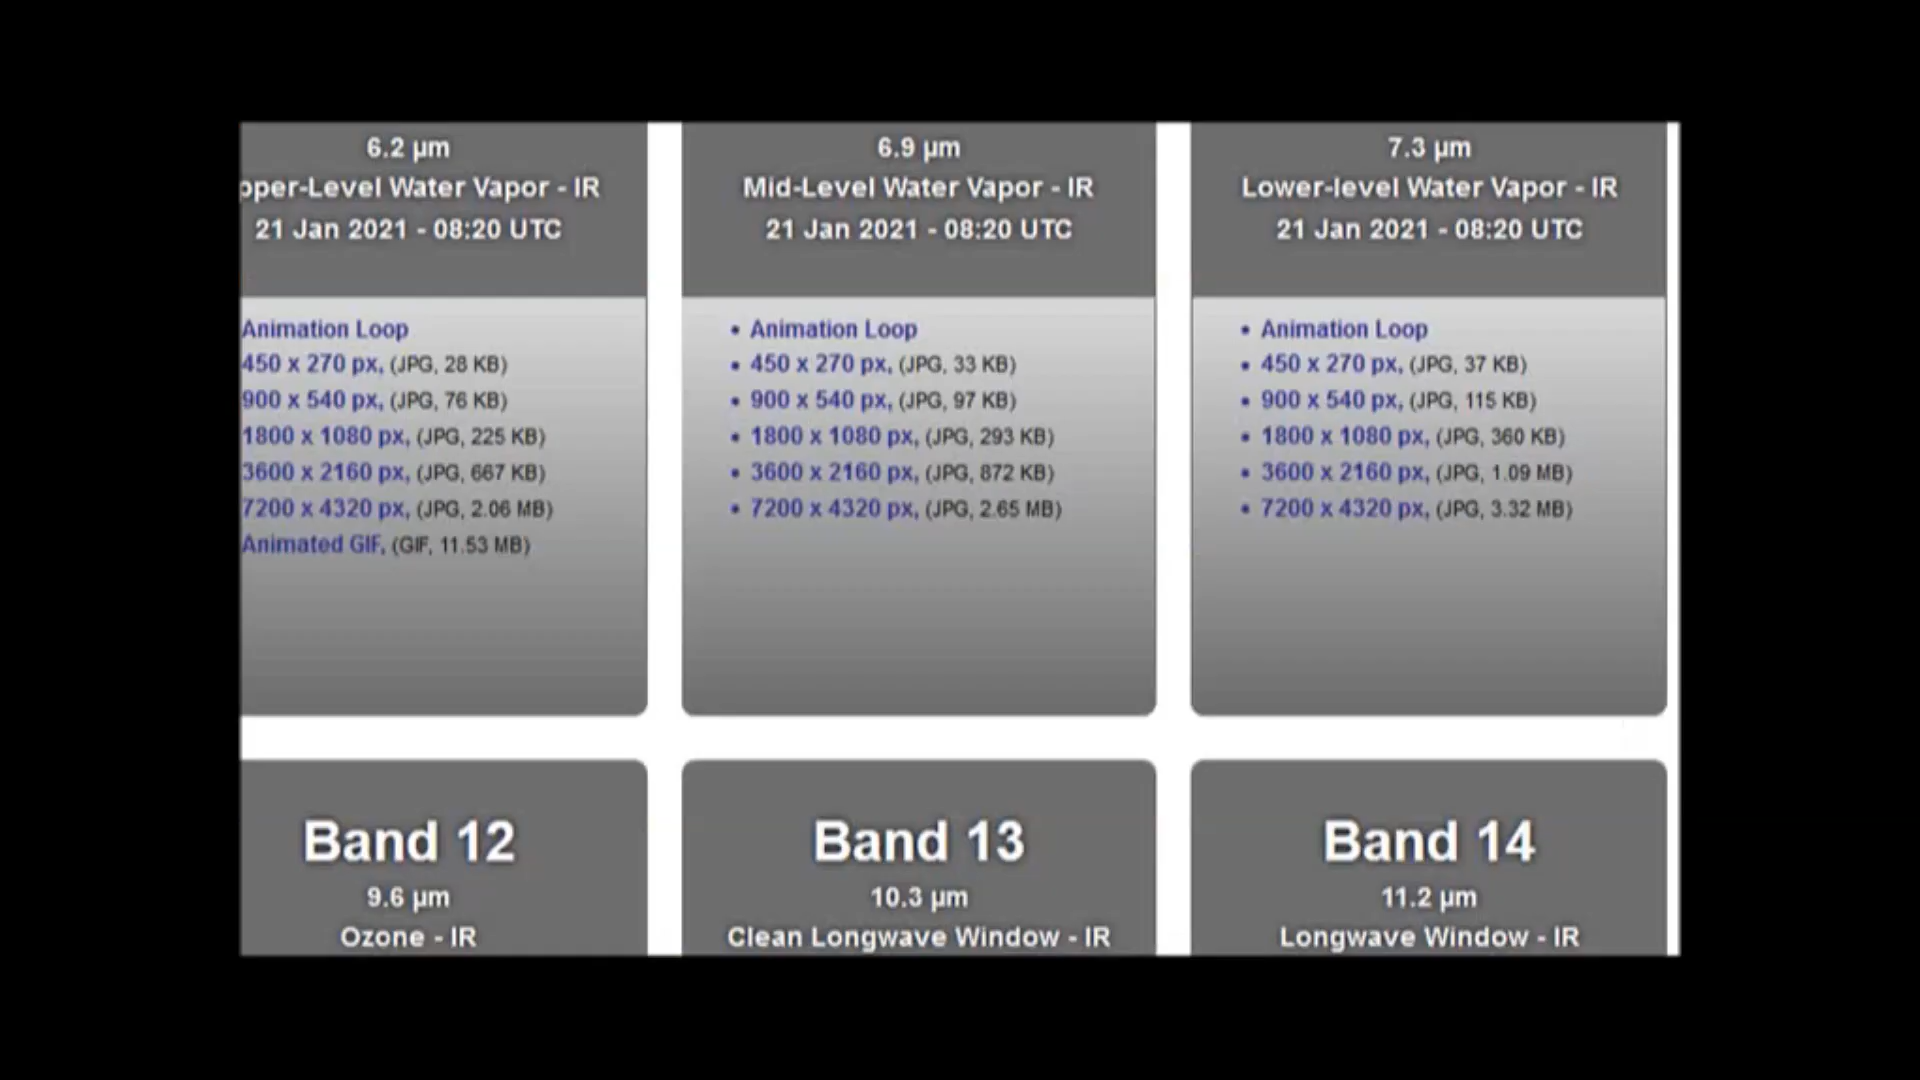 6.2 µm
pper-Level Water Vapor - IR
21 Jan 2021 - 08:20 UTC
Animation Loop
450 x 270 px, (JPG, 28 KB)
900 x 540 px, (JPG, 76 KB)
1800 x 1080 px, (JPG, 225 KB)
3600 x 2160 px, (JPG, 667 KB)
7200 x 4320 px, (JPG, 2.06 MB)
Animated GIF, (GIF, 11.53 MB)
6.9 µm
Mid-Level Water Vapor - IR
21 Jan 2021 - 08:20 UTC
• Animation Loop
• 450 x 270 px, (JPG, 33 KB)
• 900 x 540 px, (JPG, 97 KB)
• 1800 x 1080 px, (JPG, 293 KB)
• 3600 x 2160 px, (JPG, 872 KB)
• 7200 x 4320 px, (JPG, 2.65 MB)
7.3 µm
Lower-level Water Vapor - IR
21 Jan 2021 - 08:20 UTC
• Animation Loop
• 450 x 270 px, (JPG, 37 KB)
• 900 x 540 px, (JPG, 115 KB)
• 1800 x 1080 px, (JPG, 360 KB)
• 3600 x 2160 px, (JPG, 1.09 MB)
• 7200 x 4320 px, (JPG, 3.32 MB)
Band 12
9.6 µm
Ozone - IR
Band 13
10.3 µm
Clean Longwave Window - IR
Band 14
11.2 µm
Longwave Window - IR